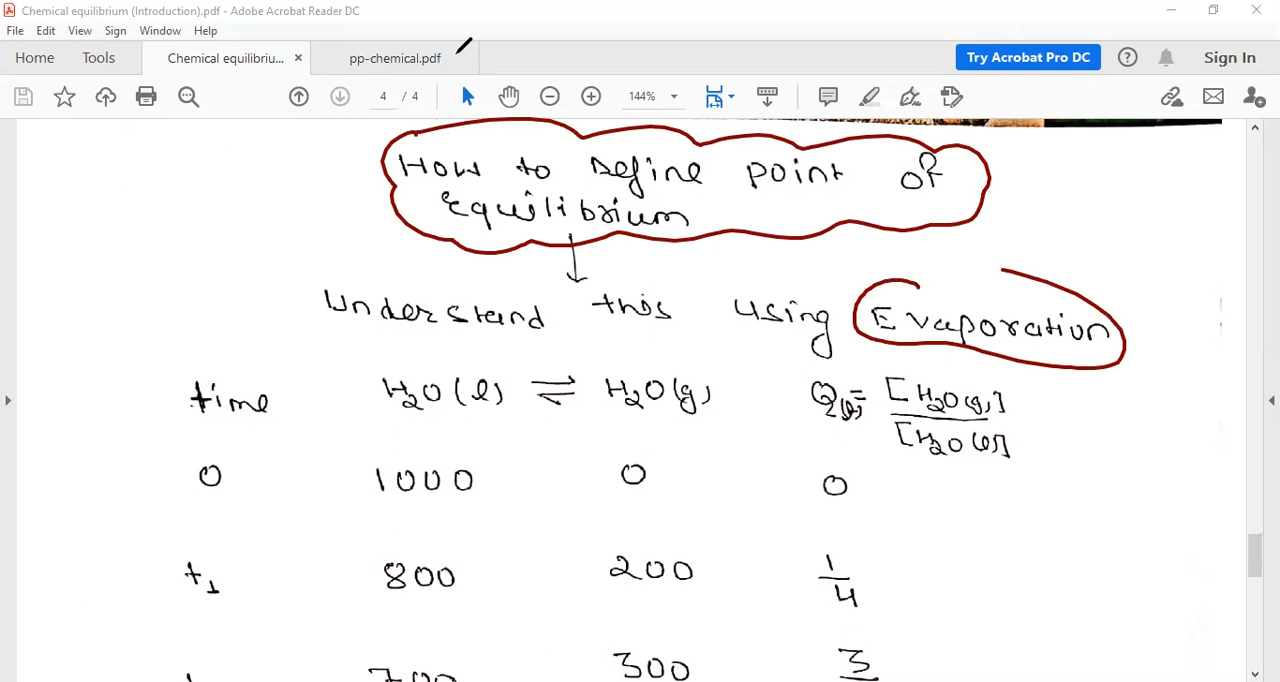 Chemical equilibrium (Introduction).pdf - Adobe Acrobat Reader DC
File Edit View Sign Window Help
Home Tools Chemical equilibriu... × pp-chemical.pdf Try Acrobat Pro DC Sign In
4 / 4 144%
How to Define point of
Equilibrium
Understand this using Evaporation
time H₂O(l) ⇌ H₂O(g) Q = [H₂O(g)]
[H₂O(l)]
0 1000 0 0
t₁ 800 200 1/4
700 300 3